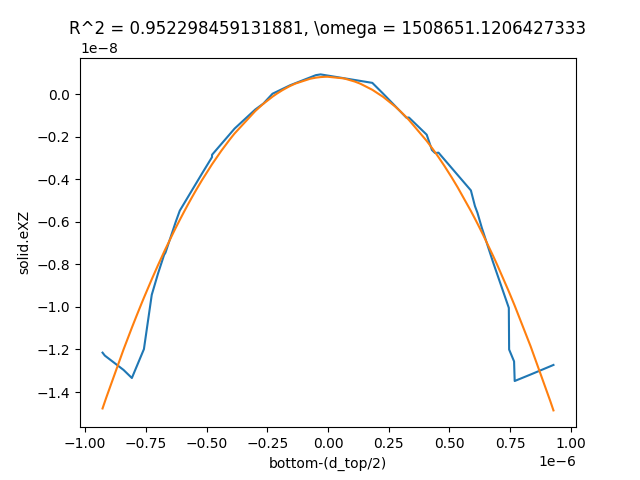 R^2 = 0.952298459131881, \omega = 1508651.1206427333
1e−8
0.0
−0.2
−0.4
−0.6
−0.8
−1.0
−1.2
−1.4
solid.eXZ
−1.00 −0.75 −0.50 −0.25 0.00 0.25 0.50 0.75 1.00
bottom-(d_top/2)
1e−6